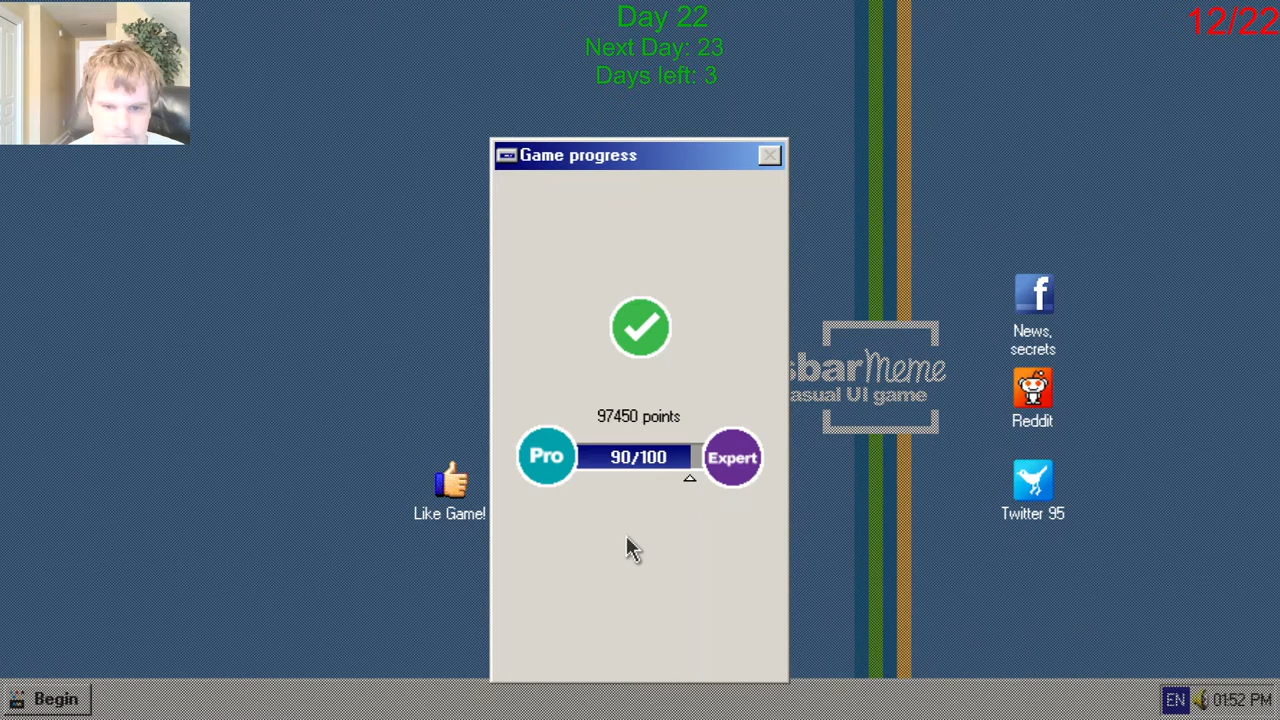 Day 22
Next Day: 23
Days left: 3
12/22
Game progress
97450 points
Pro
90/100
Expert
Like Game!
sbarMeme
asual UI game
News,
secrets
Reddit
Twitter 95
Begin
EN
01:52 PM